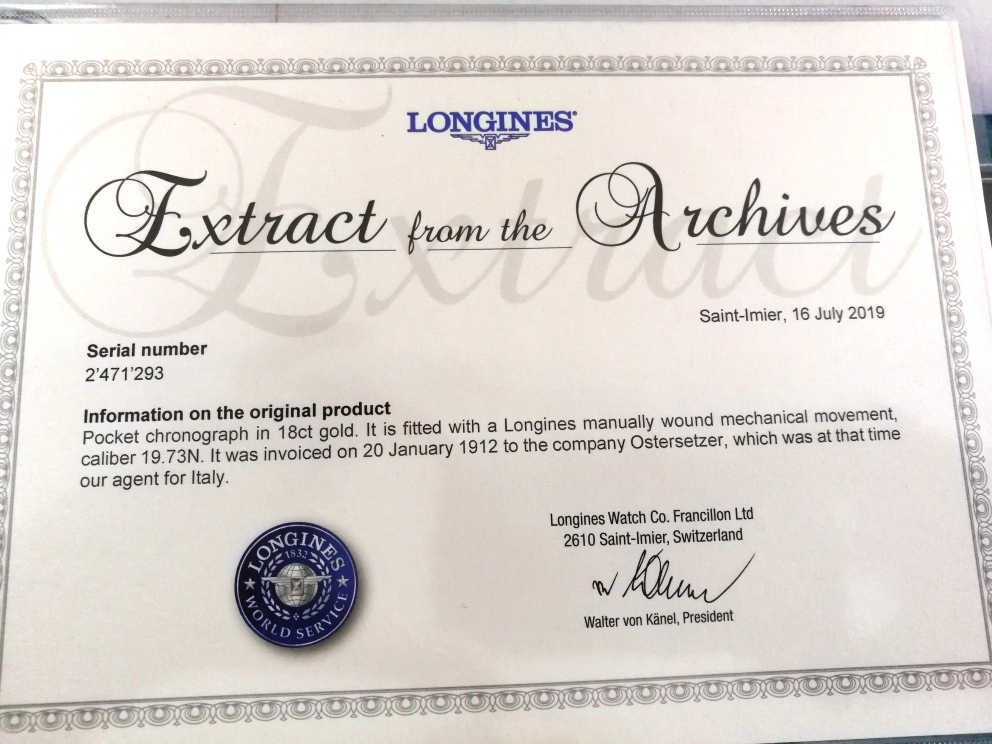 LONGINES®
Extract from the Archives
Extract
Saint-Imier, 16 July 2019
Serial number
2'471'293
Information on the original product
Pocket chronograph in 18ct gold. It is fitted with a Longines manually wound mechanical movement,
caliber 19.73N. It was invoiced on 20 January 1912 to the company Ostersetzer, which was at that time
our agent for Italy.
LONGINES
1832
WORLD SERVICE
Longines Watch Co. Francillon Ltd
2610 Saint-Imier, Switzerland
Walter von Känel, President